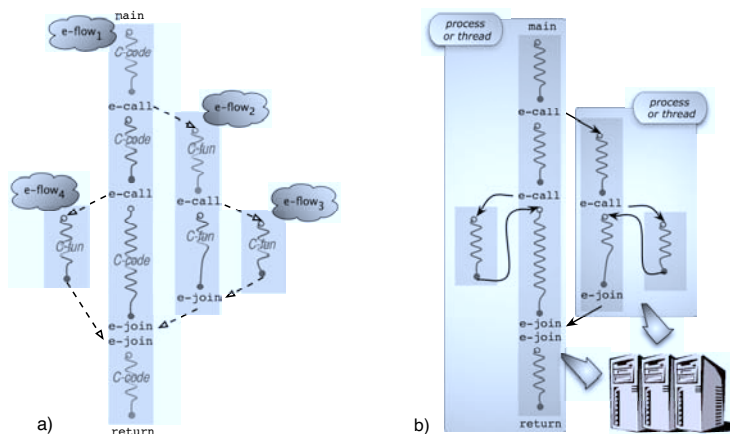 main
e-flow1
C-code
e-call
e-flow2
C-code
C-fun
e-flow4
e-call
e-call
e-flow3
C-fun
C-code
C-fun
C-fun
e-join
e-join
e-join
C-code
a)
return
process
or thread
main
process
or thread
e-call
e-call
e-call
e-join
e-join
e-join
b)
return